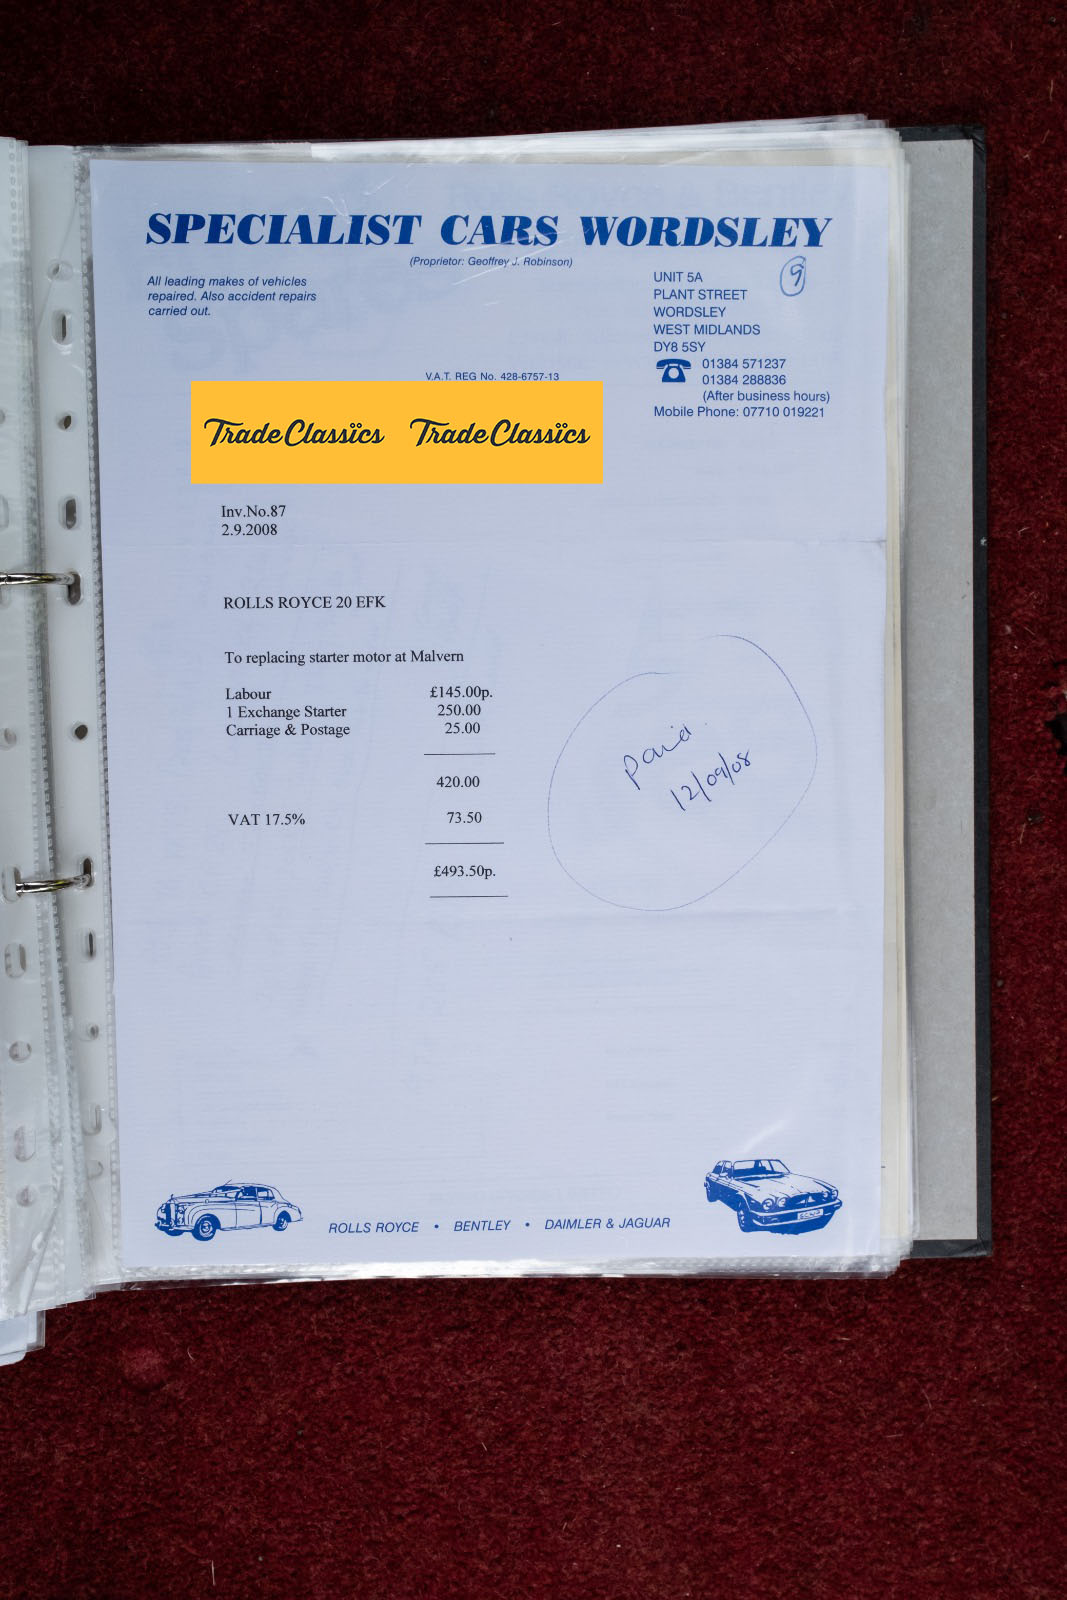 SPECIALIST CARS WORDSLEY
(Proprietor: Geoffrey J. Robinson)
All leading makes of vehicles
repaired. Also accident repairs
carried out.
9
UNIT 5A
PLANT STREET
WORDSLEY
WEST MIDLANDS
DY8 5SY
01384 571237
01384 288836
(After business hours)
Mobile Phone: 07710 019221
V.A.T. REG No. 428-6757-13
TradeClassics TradeClassics
Inv.No.87
2.9.2008
ROLLS ROYCE 20 EFK
To replacing starter motor at Malvern
Labour £145.00p.
1 Exchange Starter 250.00
Carriage & Postage 25.00
420.00
VAT 17.5% 73.50
£493.50p.
Paid
12/09/08
ROLLS ROYCE • BENTLEY • DAIMLER & JAGUAR